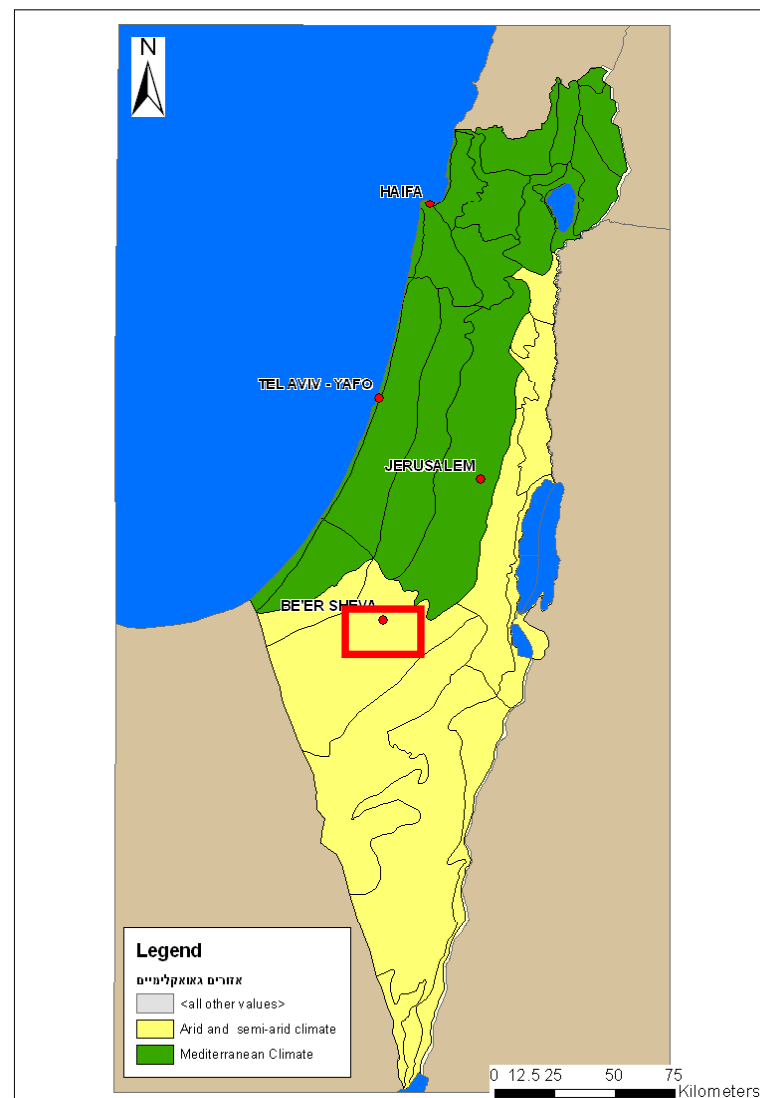 N
HAIFA
TEL AVIV - YAFO
JERUSALEM
BE'ER SHEVA
Legend
אזורים גאואקלימיים
<all other values>
Arid and semi-arid climate
Mediterranean Climate
0 12.5 25 50 75
Kilometers